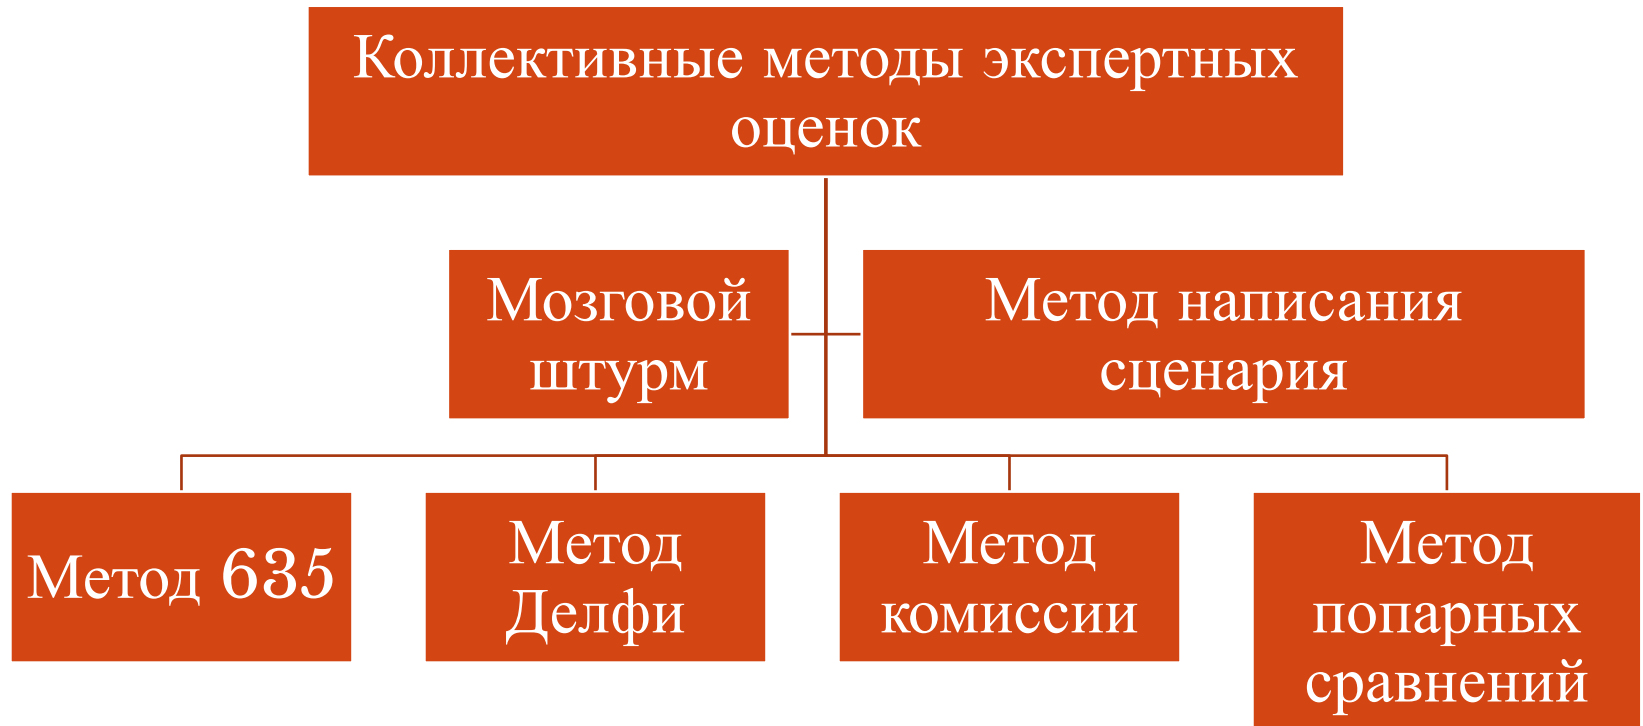 Коллективные методы экспертных
оценок
Мозговой
штурм
Метод написания
сценария
Метод 635
Метод
Делфи
Метод
комиссии
Метод
попарных
сравнений